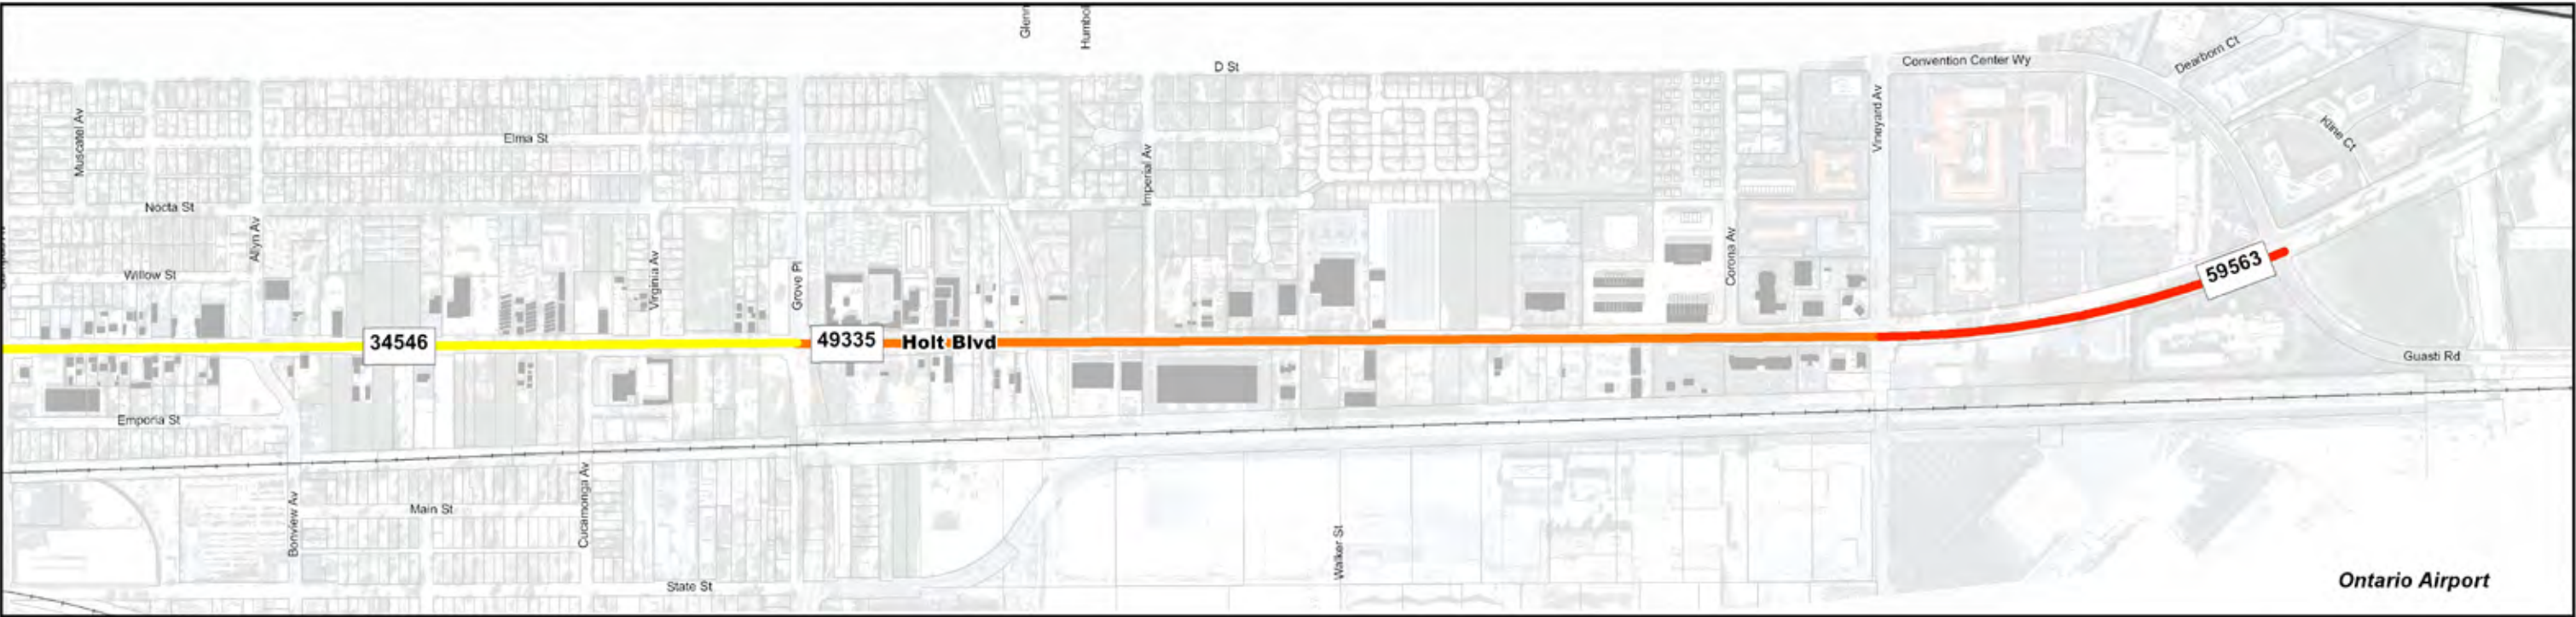 Glenn
Humbol
D St
Convention Center Wy
Dearborn Ct
Muscatel Av
Elma St
Vineyard Av
Kline Ct
Imperial Av
Nocta St
Allyn Av
Willow St
Virginia Av
Grove Pl
Corona Av
59563
34546
49335
Holt Blvd
Guasti Rd
Emporia St
Bonview Av
Main St
Cucamonga Av
Walker St
State St
Ontario Airport